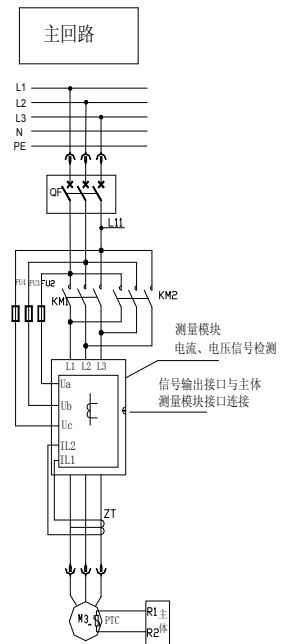 主回路
L1
L2
L3
N
PE
QF
L11
FU4 FU3 FU2
KM1
KM2
测量模块
电流、电压信号检测
L1 L2 L3
信号输出接口与主体
测量模块接口连接
Ua
Ub
Uc
IL2
IL1
ZT
M3~
PTC
R1
R2
主体